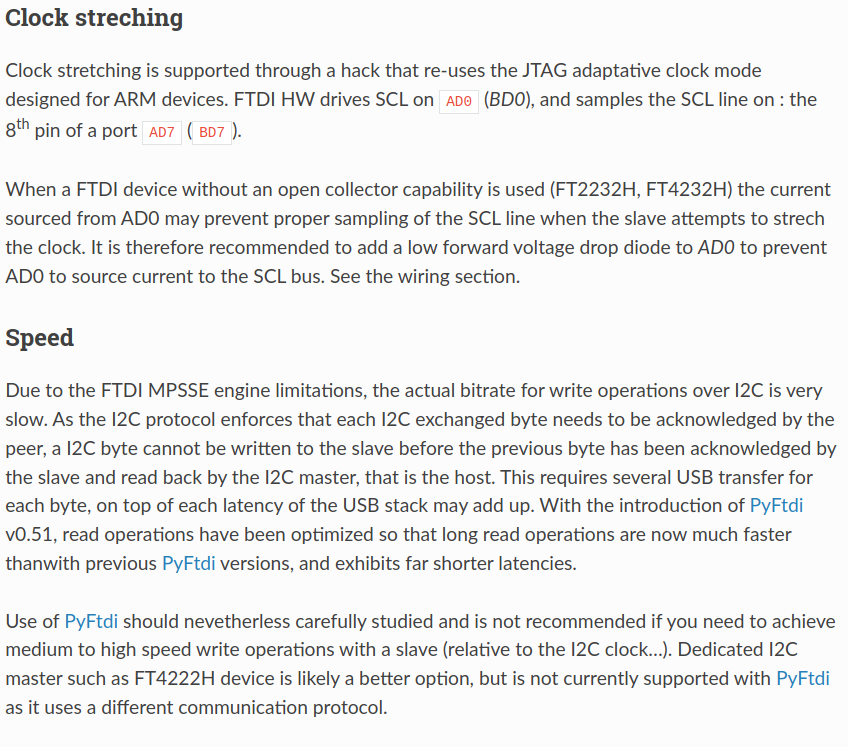 Clock streching
Clock stretching is supported through a hack that re-uses the JTAG adaptative clock mode
designed for ARM devices. FTDI HW drives SCL on AD0 (BD0), and samples the SCL line on : the
8th pin of a port AD7 ( BD7 ).
When a FTDI device without an open collector capability is used (FT2232H, FT4232H) the current
sourced from AD0 may prevent proper sampling of the SCL line when the slave attempts to strech
the clock. It is therefore recommended to add a low forward voltage drop diode to AD0 to prevent
AD0 to source current to the SCL bus. See the wiring section.
Speed
Due to the FTDI MPSSE engine limitations, the actual bitrate for write operations over I2C is very
slow. As the I2C protocol enforces that each I2C exchanged byte needs to be acknowledged by the
peer, a I2C byte cannot be written to the slave before the previous byte has been acknowledged by
the slave and read back by the I2C master, that is the host. This requires several USB transfer for
each byte, on top of each latency of the USB stack may add up. With the introduction of PyFtdi
v0.51, read operations have been optimized so that long read operations are now much faster
thanwith previous PyFtdi versions, and exhibits far shorter latencies.
Use of PyFtdi should nevetherless carefully studied and is not recommended if you need to achieve
medium to high speed write operations with a slave (relative to the I2C clock…). Dedicated I2C
master such as FT4222H device is likely a better option, but is not currently supported with PyFtdi
as it uses a different communication protocol.